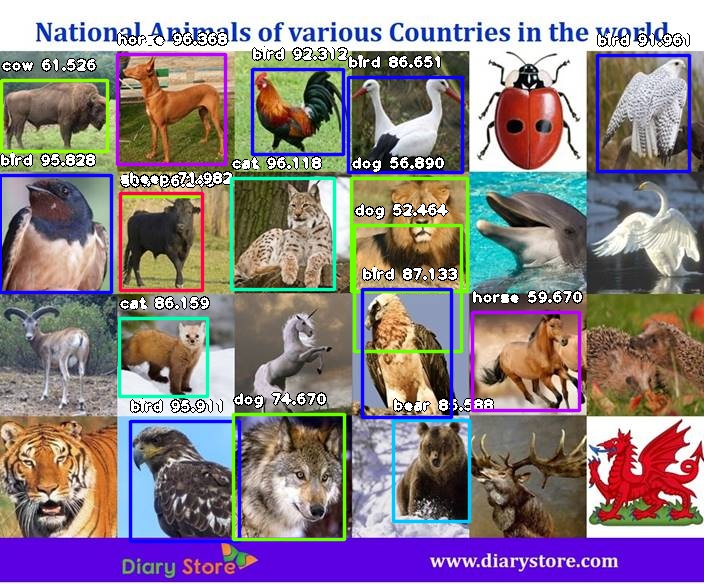 National Animals of various Countries in the world
horse 96.368
bird 92.312
bird 91.961
cow 61.526
bird 86.651
bird 95.828
cat 96.118
dog 56.890
sheep 71.982
dog 52.464
bird 87.133
cat 86.159
horse 59.670
bird 95.911
dog 74.670
bear 85.588
Diary Store
www.diarystore.com